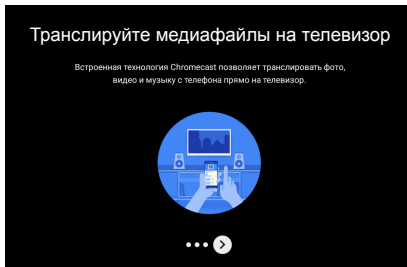 Транслируйте медиафайлы на телевизор
Встроенная технология Chromecast позволяет транслировать фото,
видео и музыку с телефона прямо на телевизор.